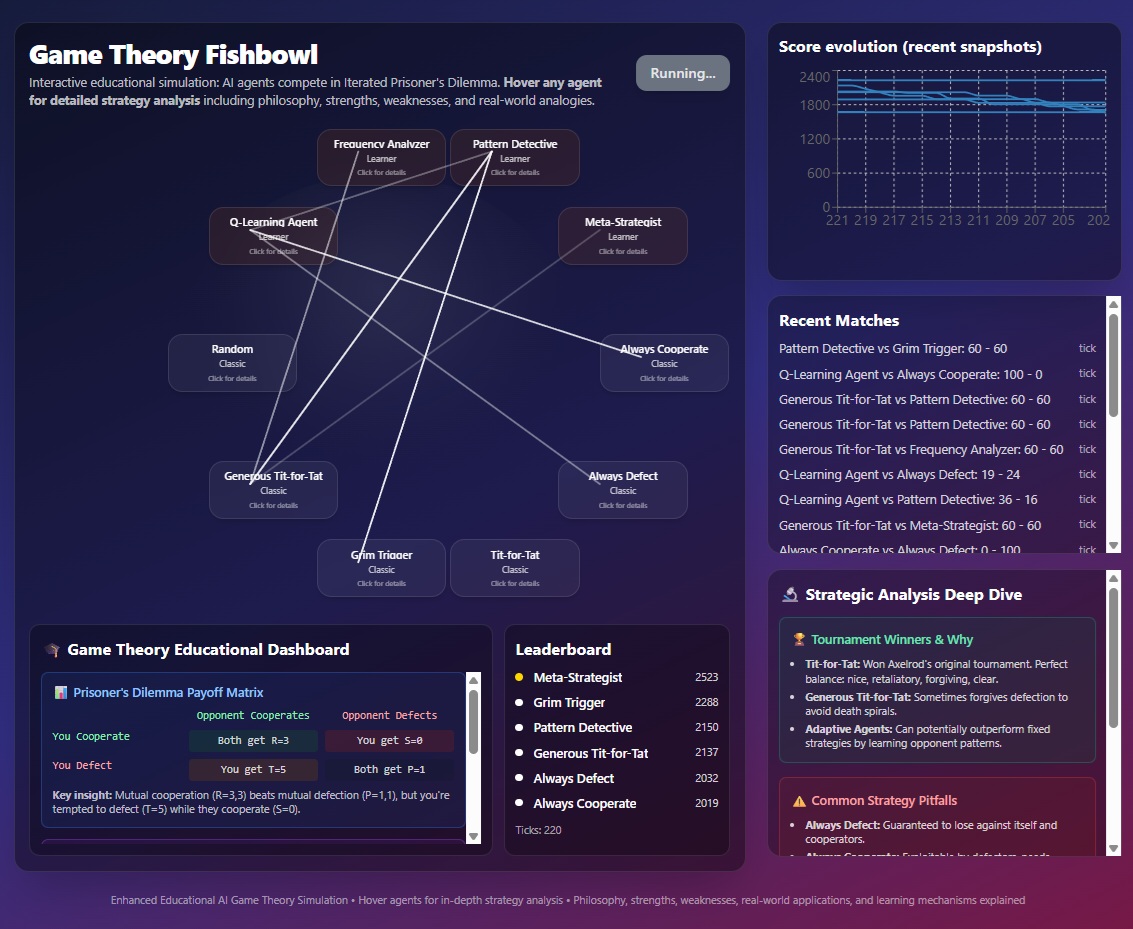 Game Theory Fishbowl
Interactive educational simulation: AI agents compete in Iterated Prisoner's Dilemma. Hover any agent
for detailed strategy analysis including philosophy, strengths, weaknesses, and real-world analogies.
Running...
Frequency Analyzer
Learner
Click for details
Pattern Detective
Learner
Click for details
Q-Learning Agent
Learner
Click for details
Meta-Strategist
Learner
Click for details
Random
Classic
Click for details
Always Cooperate
Classic
Click for details
Generous Tit-for-Tat
Classic
Click for details
Always Defect
Classic
Click for details
Grim Trigger
Classic
Click for details
Tit-for-Tat
Classic
Click for details
Game Theory Educational Dashboard
Prisoner's Dilemma Payoff Matrix
Opponent Cooperates Opponent Defects
You Cooperate Both get R=3 You get S=0
You Defect You get T=5 Both get P=1
Key insight: Mutual cooperation (R=3,3) beats mutual defection (P=1,1), but you're
tempted to defect (T=5) while they cooperate (S=0).
Leaderboard
Meta-Strategist 2523
Grim Trigger 2288
Pattern Detective 2150
Generous Tit-for-Tat 2137
Always Defect 2032
Always Cooperate 2019
Ticks: 220
Score evolution (recent snapshots)
2400
1800
1200
600
0
221 219 217 215 213 211 209 207 205 202
Recent Matches
Pattern Detective vs Grim Trigger: 60 - 60 tick
Q-Learning Agent vs Always Cooperate: 100 - 0 tick
Generous Tit-for-Tat vs Pattern Detective: 60 - 60 tick
Generous Tit-for-Tat vs Pattern Detective: 60 - 60 tick
Generous Tit-for-Tat vs Frequency Analyzer: 60 - 60 tick
Q-Learning Agent vs Always Defect: 19 - 24 tick
Q-Learning Agent vs Pattern Detective: 36 - 16 tick
Generous Tit-for-Tat vs Meta-Strategist: 60 - 60 tick
Always Cooperate vs Always Defect: 0 - 100 tick
Strategic Analysis Deep Dive
Tournament Winners & Why
• Tit-for-Tat: Won Axelrod's original tournament. Perfect
balance: nice, retaliatory, forgiving, clear.
• Generous Tit-for-Tat: Sometimes forgives defection to
avoid death spirals.
• Adaptive Agents: Can potentially outperform fixed
strategies by learning opponent patterns.
Common Strategy Pitfalls
• Always Defect: Guaranteed to lose against itself and
cooperators.
• Always Cooperate: Exploitable by defectors, needs
Enhanced Educational AI Game Theory Simulation • Hover agents for in-depth strategy analysis • Philosophy, strengths, weaknesses, real-world applications, and learning mechanisms explained